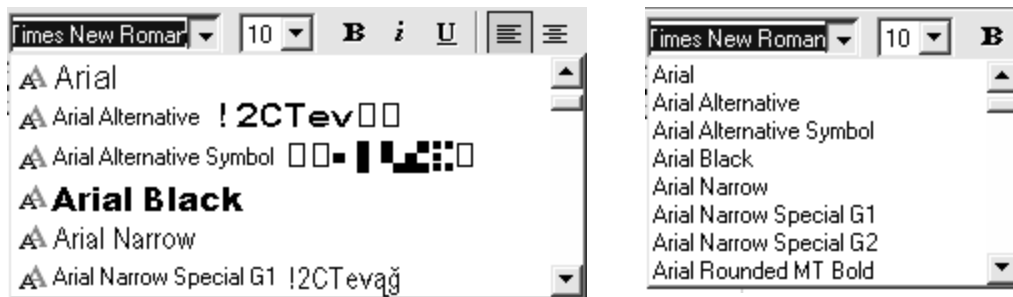 Times New Roman 10 B i U
Arial
Arial Alternative !2CTev
Arial Alternative Symbol
Arial Black
Arial Narrow
Arial Narrow Special G1 !2CTevąğ
Times New Roman 10 B
Arial
Arial Alternative
Arial Alternative Symbol
Arial Black
Arial Narrow
Arial Narrow Special G1
Arial Narrow Special G2
Arial Rounded MT Bold